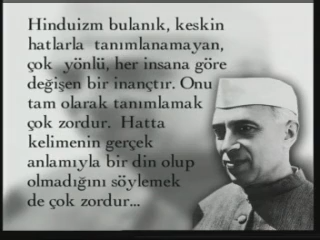 Hinduizm bulanık, keskin
hatlarla tanımlanamayan,
çok yönlü, her insana göre
değişen bir inançtır. Onu
tam olarak tanımlamak
çok zordur. Hatta
kelimenin gerçek
anlamıyla bir din olup
olmadığını söylemek
de çok zordur...